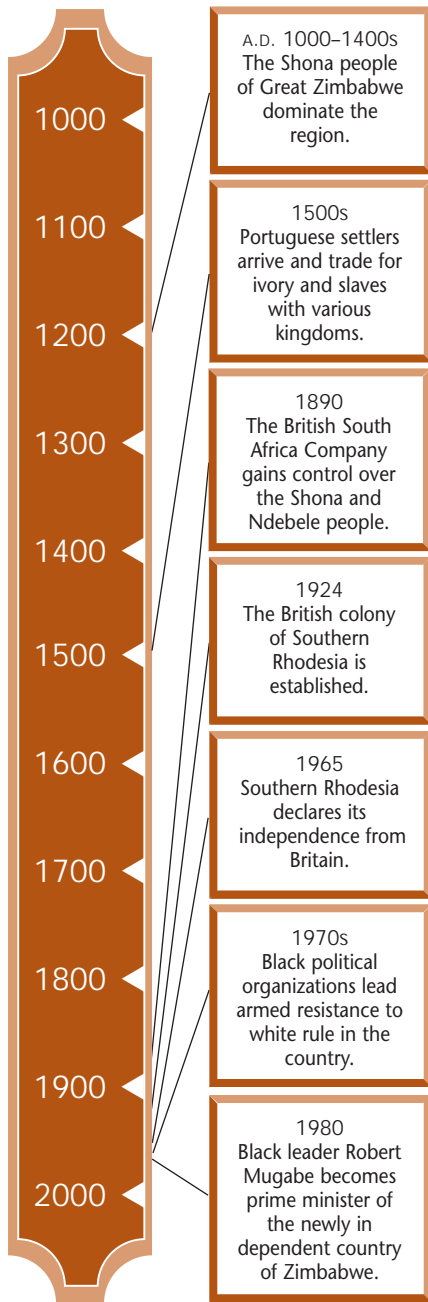 1000
1100
1200
1300
1400
1500
1600
1700
1800
1900
2000
A.D. 1000–1400s
The Shona people
of Great Zimbabwe
dominate the
region.
1500s
Portuguese settlers
arrive and trade for
ivory and slaves
with various
kingdoms.
1890
The British South
Africa Company
gains control over
the Shona and
Ndebele people.
1924
The British colony
of Southern
Rhodesia is
established.
1965
Southern Rhodesia
declares its
independence from
Britain.
1970s
Black political
organizations lead
armed resistance to
white rule in the
country.
1980
Black leader Robert
Mugabe becomes
prime minister of
the newly in
dependent country
of Zimbabwe.